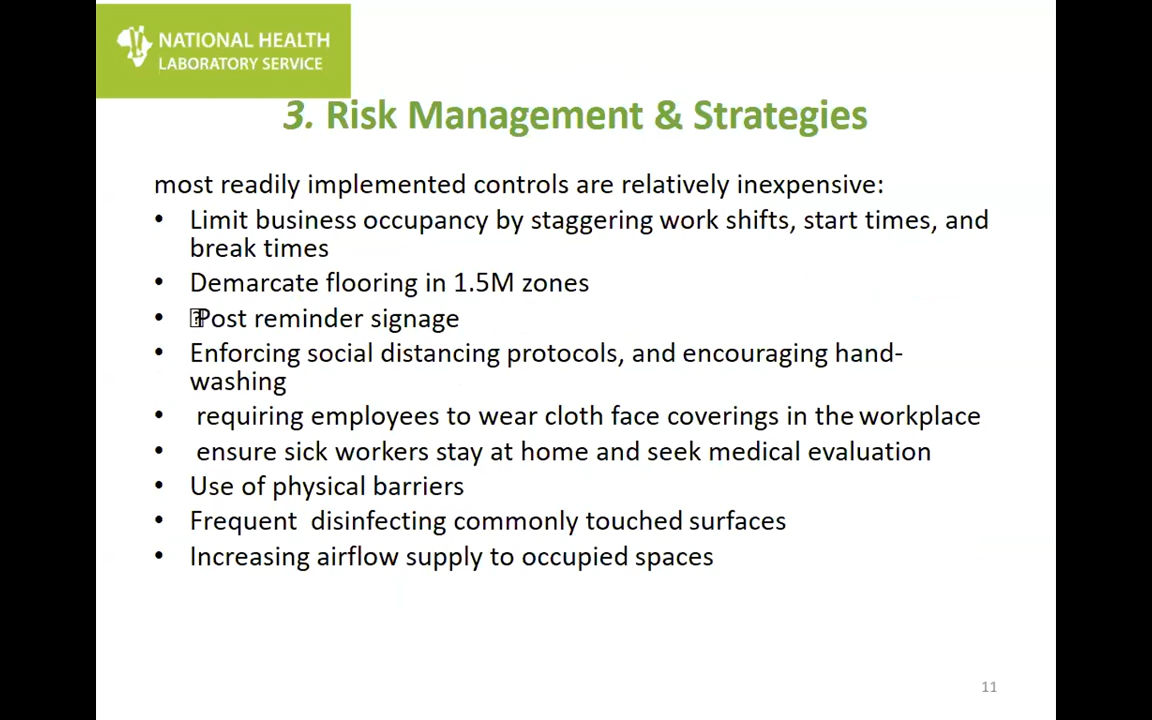 NATIONAL HEALTH
LABORATORY SERVICE
3. Risk Management & Strategies
most readily implemented controls are relatively inexpensive:
• Limit business occupancy by staggering work shifts, start times, and
break times
• Demarcate flooring in 1.5M zones
• Post reminder signage
• Enforcing social distancing protocols, and encouraging hand-
washing
• requiring employees to wear cloth face coverings in the workplace
• ensure sick workers stay at home and seek medical evaluation
• Use of physical barriers
• Frequent disinfecting commonly touched surfaces
• Increasing airflow supply to occupied spaces
11